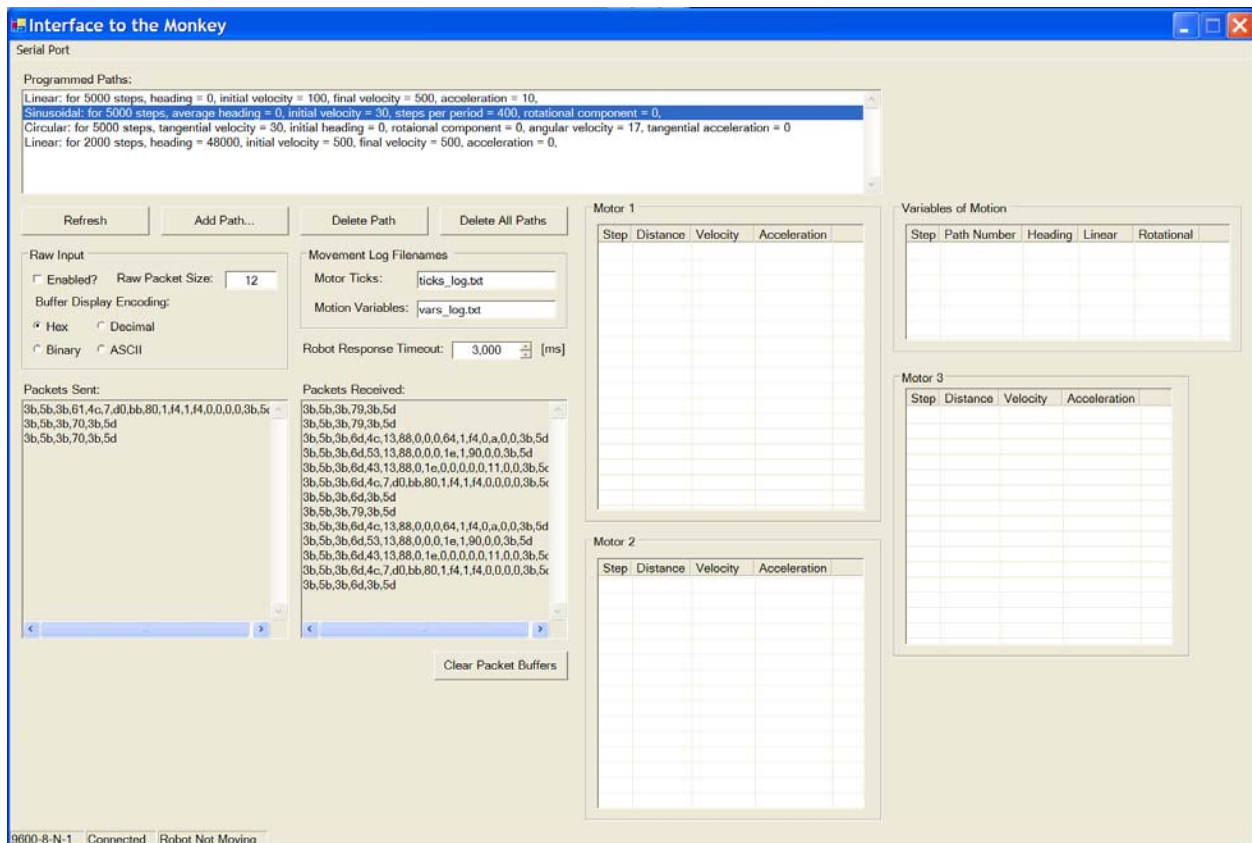 Interface to the Monkey
Serial Port
Programmed Paths:
Linear: for 5000 steps, heading = 0, initial velocity = 100, final velocity = 500, acceleration = 10,
Sinusoidal: for 5000 steps, average heading = 0, initial velocity = 30, steps per period = 400, rotational component = 0,
Circular: for 5000 steps, tangential velocity = 30, initial heading = 0, rotaional component = 0, angular velocity = 17, tangential acceleration = 0
Linear: for 2000 steps, heading = 48000, initial velocity = 500, final velocity = 500, acceleration = 0,
Refresh Add Path... Delete Path Delete All Paths
Raw Input
Enabled? Raw Packet Size: 12
Buffer Display Encoding:
Hex Decimal
Binary ASCII
Movement Log Filenames
Motor Ticks: ticks_log.txt
Motion Variables: vars_log.txt
Robot Response Timeout: 3,000 [ms]
Packets Sent:
3b,5b,3b,61,4c,7,d0,bb,80,1,f4,1,f4,0,0,0,0,3b,5d
3b,5b,3b,70,3b,5d
3b,5b,3b,70,3b,5d
Packets Received:
3b,5b,3b,79,3b,5d
3b,5b,3b,79,3b,5d
3b,5b,3b,6d,4c,13,88,0,0,0,64,1,f4,0,a,0,0,3b,5d
3b,5b,3b,6d,53,13,88,0,0,0,1e,1,90,0,0,3b,5d
3b,5b,3b,6d,43,13,88,0,1e,0,0,0,0,0,11,0,0,3b,5d
3b,5b,3b,6d,4c,7,d0,bb,80,1,f4,1,f4,0,0,0,0,3b,5d
3b,5b,3b,6d,3b,5d
3b,5b,3b,79,3b,5d
3b,5b,3b,6d,4c,13,88,0,0,0,64,1,f4,0,a,0,0,3b,5d
3b,5b,3b,6d,53,13,88,0,0,0,1e,1,90,0,0,3b,5d
3b,5b,3b,6d,43,13,88,0,1e,0,0,0,0,0,11,0,0,3b,5d
3b,5b,3b,6d,4c,7,d0,bb,80,1,f4,1,f4,0,0,0,0,3b,5d
3b,5b,3b,6d,3b,5d
Clear Packet Buffers
Motor 1
Step Distance Velocity Acceleration
Motor 2
Step Distance Velocity Acceleration
Variables of Motion
Step Path Number Heading Linear Rotational
Motor 3
Step Distance Velocity Acceleration
9600-8-N-1 Connected Robot Not Moving